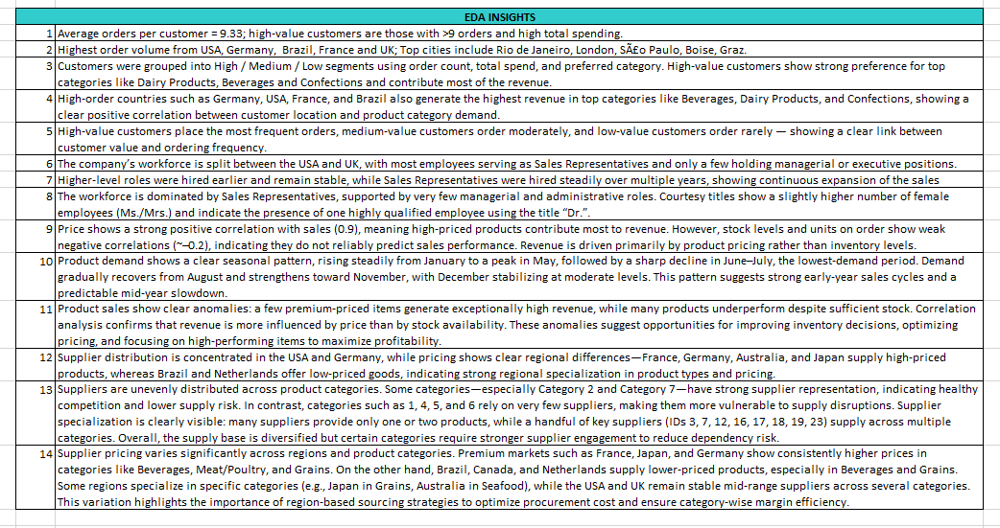 EDA INSIGHTS
1 Average orders per customer = 9.33; high-value customers are those with >9 orders and high total spending.
2 Highest order volume from USA, Germany,  Brazil, France and UK; Top cities include Rio de Janeiro, London, SÃ£o Paulo, Boise, Graz.
3 Customers were grouped into High / Medium / Low segments using order count, total spend, and preferred category. High-value customers show strong preference for top
categories like Dairy Products, Beverages and Confections and contribute most of the revenue.
4 High-order countries such as Germany, USA, France, and Brazil also generate the highest revenue in top categories like Beverages, Dairy Products, and Confections, showing a
clear positive correlation between customer location and product category demand.
5 High-value customers place the most frequent orders, medium-value customers order moderately, and low-value customers order rarely — showing a clear link between
customer value and ordering frequency.
6 The company's workforce is split between the USA and UK, with most employees serving as Sales Representatives and only a few holding managerial or executive positions.
7 Higher-level roles were hired earlier and remain stable, while Sales Representatives were hired steadily over multiple years, showing continuous expansion of the sales
8 The workforce is dominated by Sales Representatives, supported by very few managerial and administrative roles. Courtesy titles show a slightly higher number of female
employees (Ms./Mrs.) and indicate the presence of one highly qualified employee using the title “Dr.”.
9 Price shows a strong positive correlation with sales (0.9), meaning high-priced products contribute most to revenue. However, stock levels and units on order show weak
negative correlations (~–0.2), indicating they do not reliably predict sales performance. Revenue is driven primarily by product pricing rather than inventory levels.
10 Product demand shows a clear seasonal pattern, rising steadily from January to a peak in May, followed by a sharp decline in June–July, the lowest-demand period. Demand
gradually recovers from August and strengthens toward November, with December stabilizing at moderate levels. This pattern suggests strong early-year sales cycles and a
predictable mid-year slowdown.
11 Product sales show clear anomalies: a few premium-priced items generate exceptionally high revenue, while many products underperform despite sufficient stock. Correlation
analysis confirms that revenue is more influenced by price than by stock availability. These anomalies suggest opportunities for improving inventory decisions, optimizing
pricing, and focusing on high-performing items to maximize profitability.
12 Supplier distribution is concentrated in the USA and Germany, while pricing shows clear regional differences—France, Germany, Australia, and Japan supply high-priced
products, whereas Brazil and Netherlands offer low-priced goods, indicating strong regional specialization in product types and pricing.
13 Suppliers are unevenly distributed across product categories. Some categories—especially Category 2 and Category 7—have strong supplier representation, indicating healthy
competition and lower supply risk. In contrast, categories such as 1, 4, 5, and 6 rely on very few suppliers, making them more vulnerable to supply disruptions. Supplier
specialization is clearly visible: many suppliers provide only one or two products, while a handful of key suppliers (IDs 3, 7, 12, 16, 17, 18, 19, 23) supply across multiple
categories. Overall, the supply base is diversified but certain categories require stronger supplier engagement to reduce dependency risk.
14 Supplier pricing varies significantly across regions and product categories. Premium markets such as France, Japan, and Germany show consistently higher prices in
categories like Beverages, Meat/Poultry, and Grains. On the other hand, Brazil, Canada, and Netherlands supply lower-priced products, especially in Beverages and Grains.
Some regions specialize in specific categories (e.g., Japan in Grains, Australia in Seafood), while the USA and UK remain stable mid-range suppliers across several categories.
This variation highlights the importance of region-based sourcing strategies to optimize procurement cost and ensure category-wise margin efficiency.